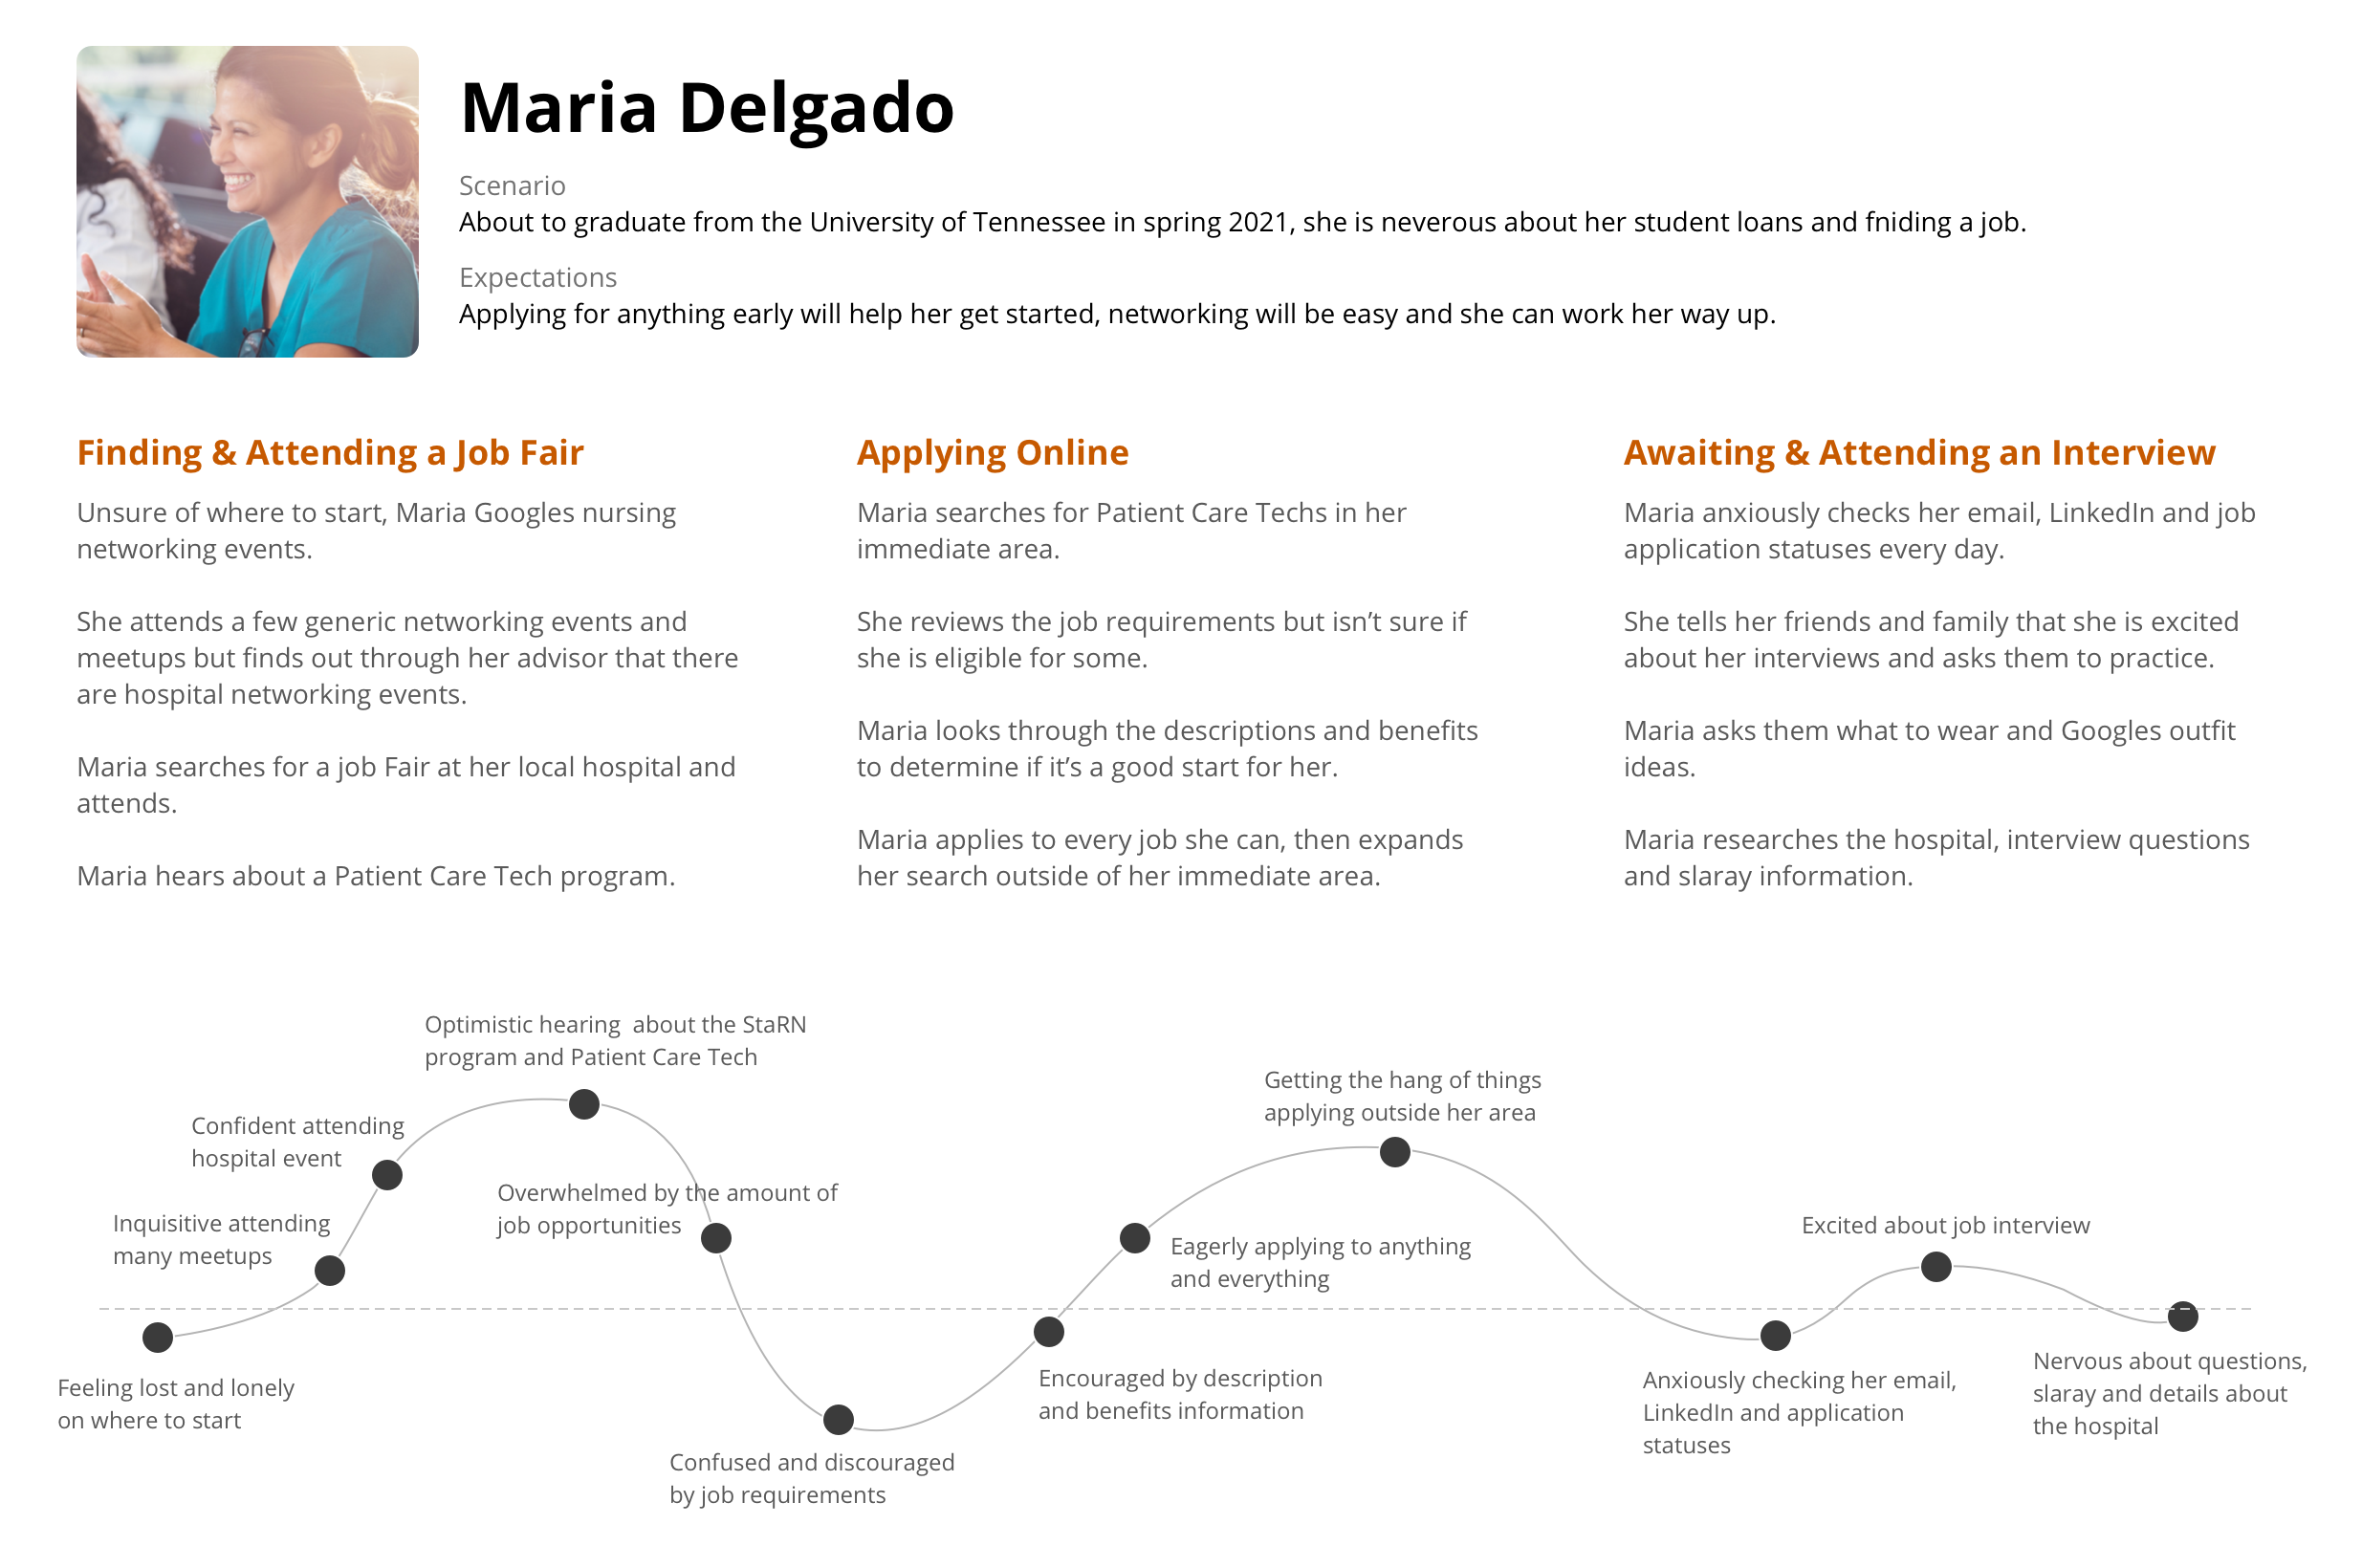 Maria Delgado
Scenario
About to graduate from the University of Tennessee in spring 2021, she is neverous about her student loans and fniding a job.
Expectations
Applying for anything early will help her get started, networking will be easy and she can work her way up.
Finding & Attending a Job Fair
Unsure of where to start, Maria Googles nursing
networking events.
She attends a few generic networking events and
meetups but finds out through her advisor that there
are hospital networking events.
Maria searches for a job Fair at her local hospital and
attends.
Maria hears about a Patient Care Tech program.
Applying Online
Maria searches for Patient Care Techs in her
immediate area.
She reviews the job requirements but isn’t sure if
she is eligible for some.
Maria looks through the descriptions and benefits
to determine if it’s a good start for her.
Maria applies to every job she can, then expands
her search outside of her immediate area.
Awaiting & Attending an Interview
Maria anxiously checks her email, LinkedIn and job
application statuses every day.
She tells her friends and family that she is excited
about her interviews and asks them to practice.
Maria asks them what to wear and Googles outfit
ideas.
Maria researches the hospital, interview questions
and slaray information.
Feeling lost and lonely
on where to start
Inquisitive attending
many meetups
Confident attending
hospital event
Optimistic hearing  about the StaRN
program and Patient Care Tech
Overwhelmed by the amount of
job opportunities
Confused and discouraged
by job requirements
Encouraged by description
and benefits information
Eagerly applying to anything
and everything
Getting the hang of things
applying outside her area
Anxiously checking her email,
LinkedIn and application
statuses
Excited about job interview
Nervous about questions,
slaray and details about
the hospital